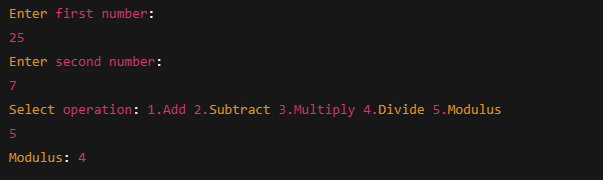 Enter first number:
25
Enter second number:
7
Select operation: 1.Add 2.Subtract 3.Multiply 4.Divide 5.Modulus
5
Modulus: 4